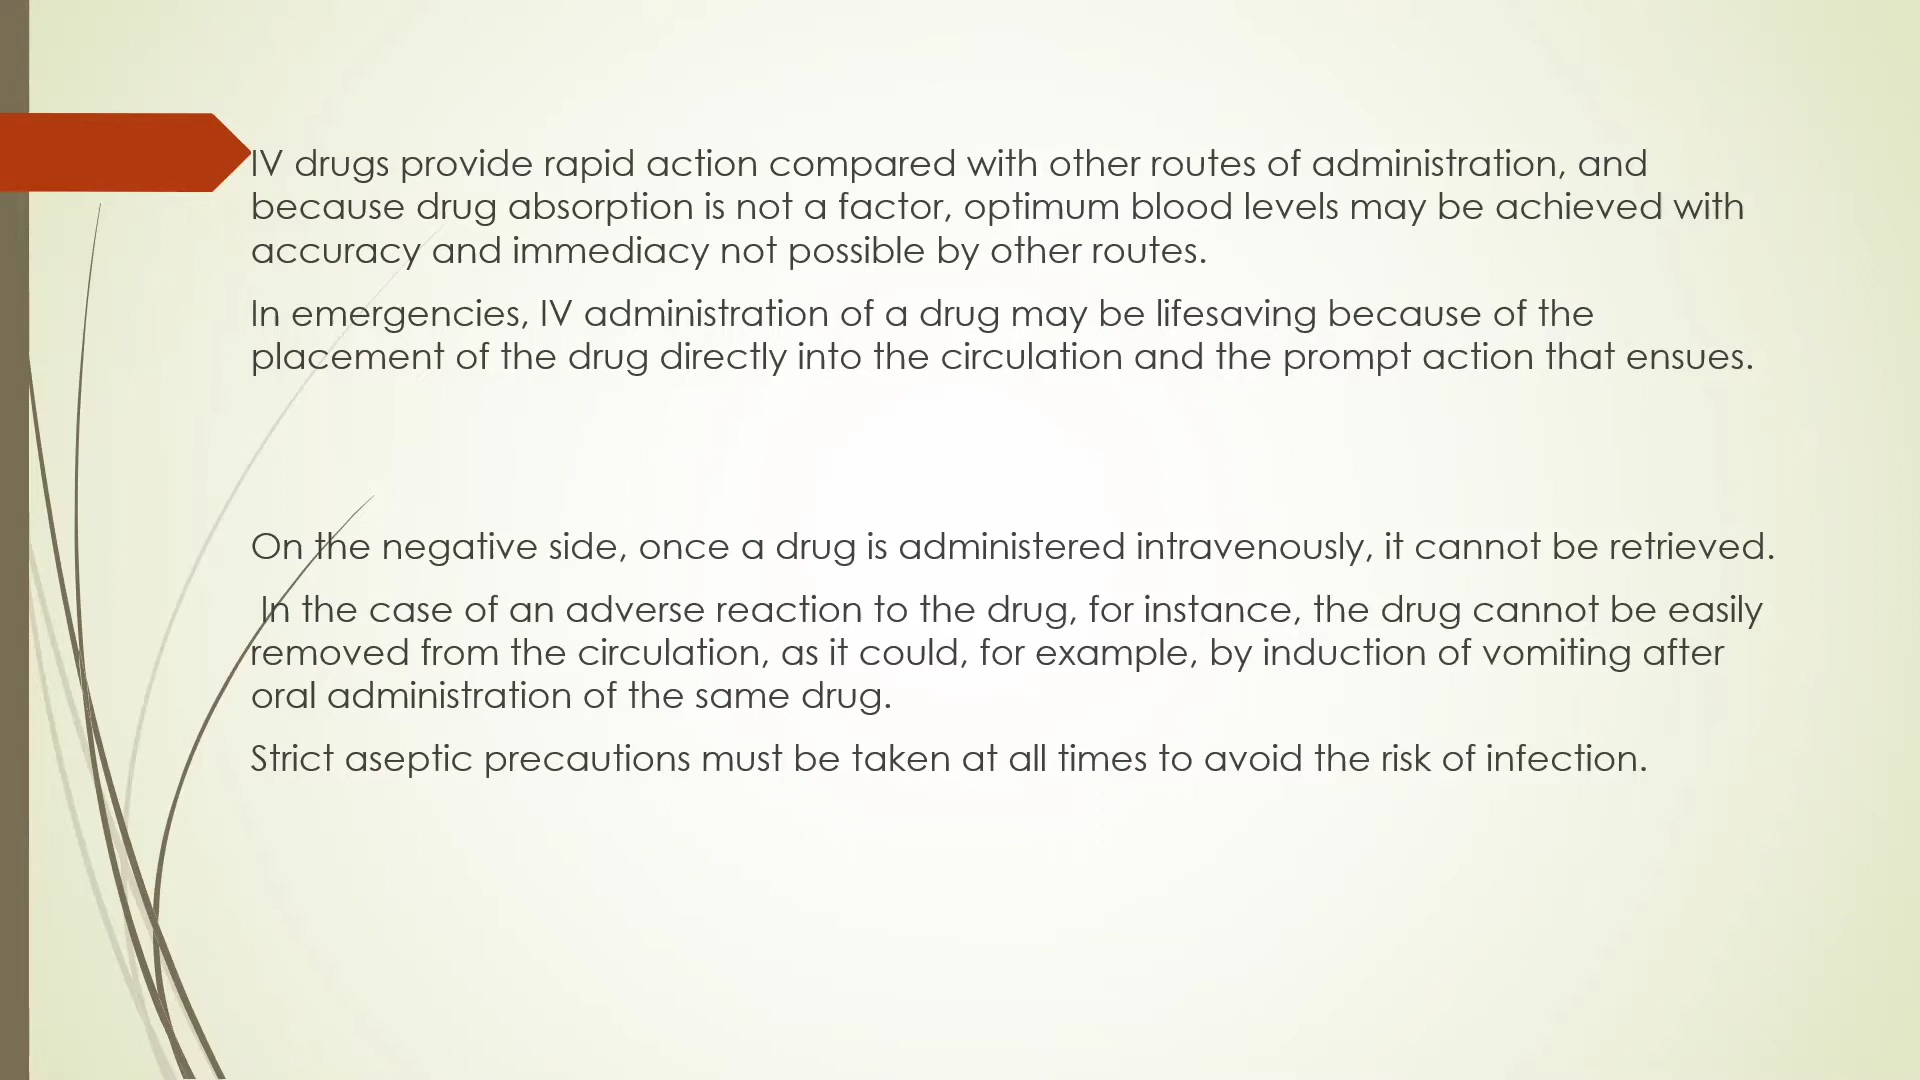 IV drugs provide rapid action compared with other routes of administration, and
because drug absorption is not a factor, optimum blood levels may be achieved with
accuracy and immediacy not possible by other routes.
In emergencies, IV administration of a drug may be lifesaving because of the
placement of the drug directly into the circulation and the prompt action that ensues.
On the negative side, once a drug is administered intravenously, it cannot be retrieved.
In the case of an adverse reaction to the drug, for instance, the drug cannot be easily
removed from the circulation, as it could, for example, by induction of vomiting after
oral administration of the same drug.
Strict aseptic precautions must be taken at all times to avoid the risk of infection.